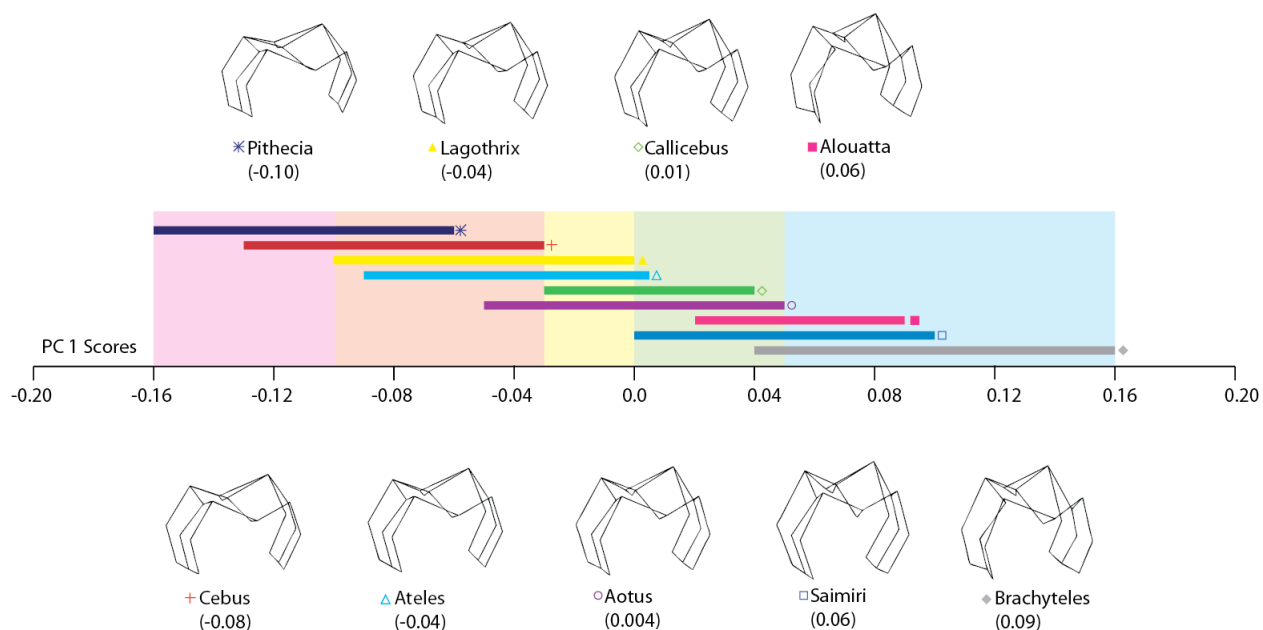 Pithecia
(-0.10)
Lagothrix
(-0.04)
Callicebus
(0.01)
Alouatta
(0.06)
PC 1 Scores
-0.20 -0.16 -0.12 -0.08 -0.04 0.0 0.04 0.08 0.12 0.16 0.20
Cebus
(-0.08)
Ateles
(-0.04)
Aotus
(0.004)
Saimiri
(0.06)
Brachyteles
(0.09)